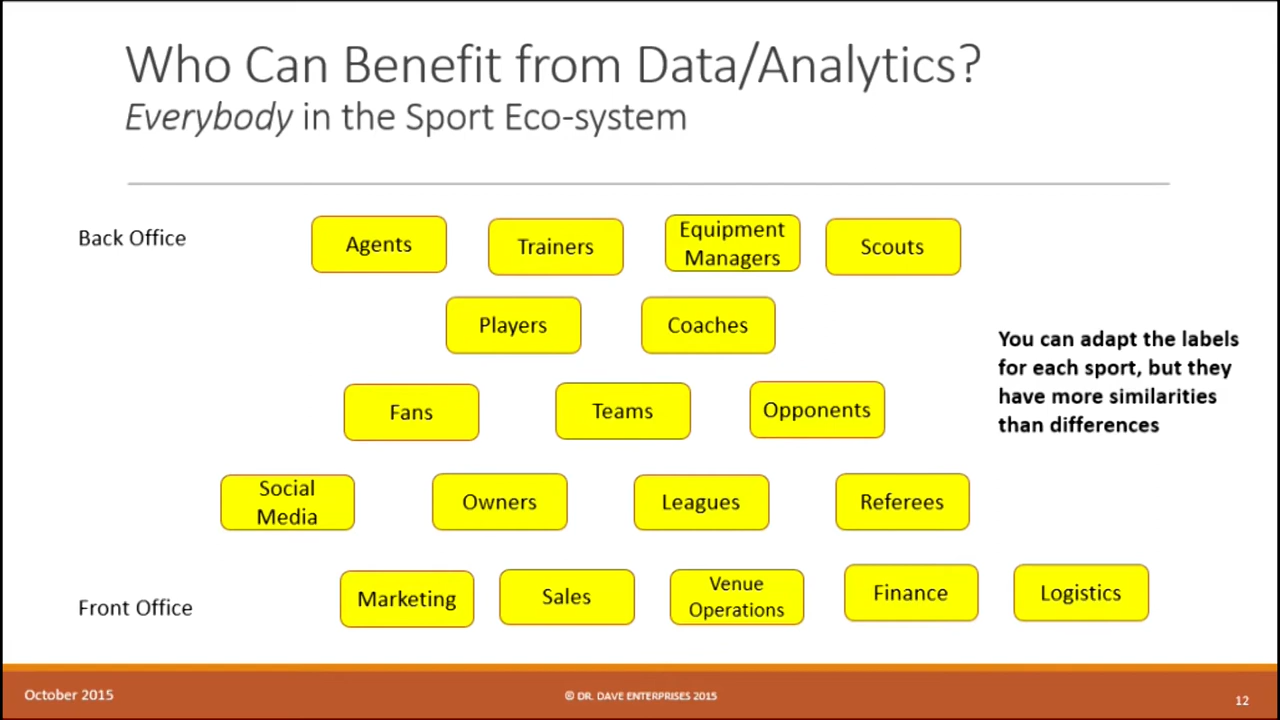 Who Can Benefit from Data/Analytics?
Everybody in the Sport Eco-system
Back Office
Agents
Trainers
Equipment
Managers
Scouts
Players
Coaches
You can adapt the labels
for each sport, but they
have more similarities
than differences
Fans
Teams
Opponents
Social
Media
Owners
Leagues
Referees
Front Office
Marketing
Sales
Venue
Operations
Finance
Logistics
October 2015
© DR. DAVE ENTERPRISES 2015
12